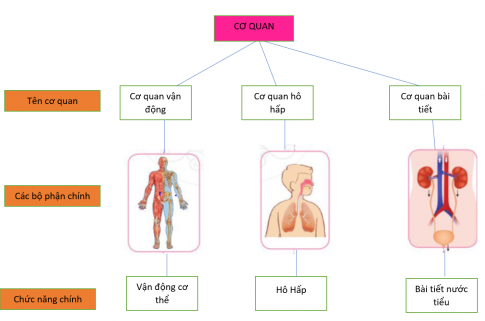 CƠ QUAN
Tên cơ quan
Cơ quan vận
động
Cơ quan hô
hấp
Cơ quan bài
tiết
Các bộ phận chính
Chức năng chính
Vận động cơ
thể
Hô Hấp
Bài tiết nước
tiểu